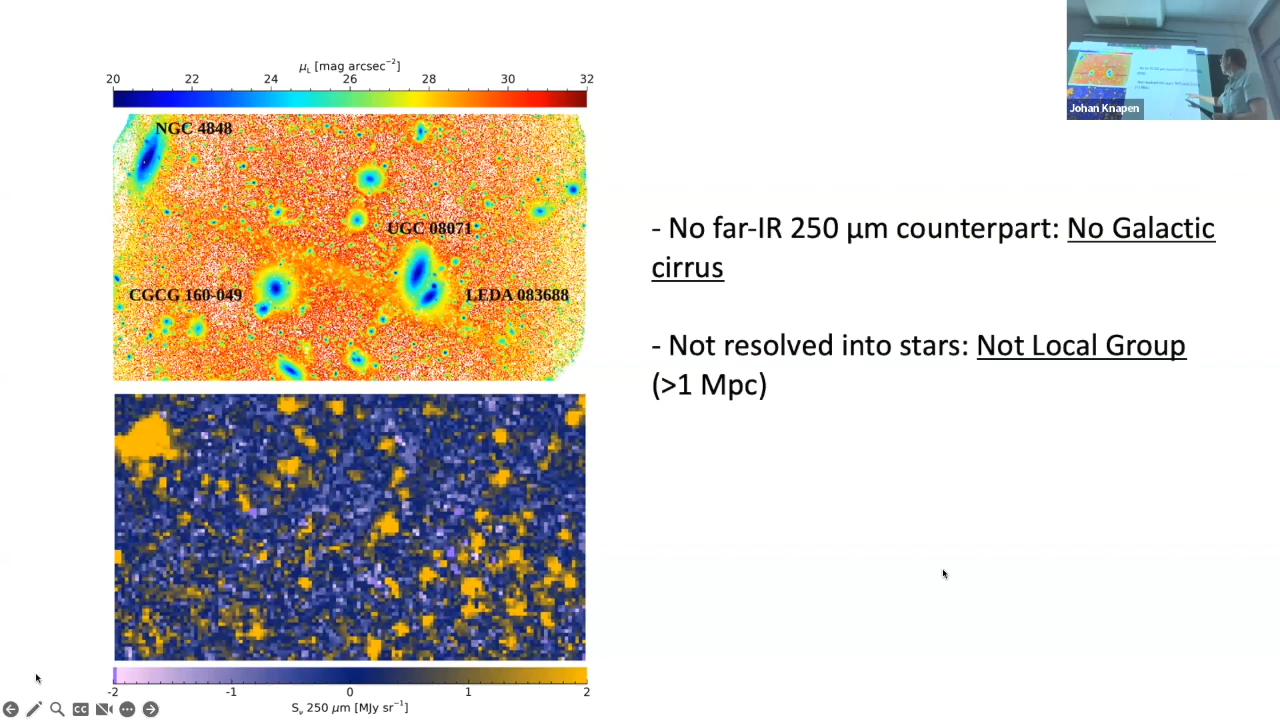 μL [mag arcsec−2]
20 22 24 26 28 30 32
NGC 4848
UGC 08071
CGCG 160-049
LEDA 083688
-2 -1 0 1 2
Sν 250 μm [MJy sr−1]
- No far-IR 250 μm counterpart: No Galactic
cirrus
- Not resolved into stars: Not Local Group
(>1 Mpc)
Johan Knapen
CC